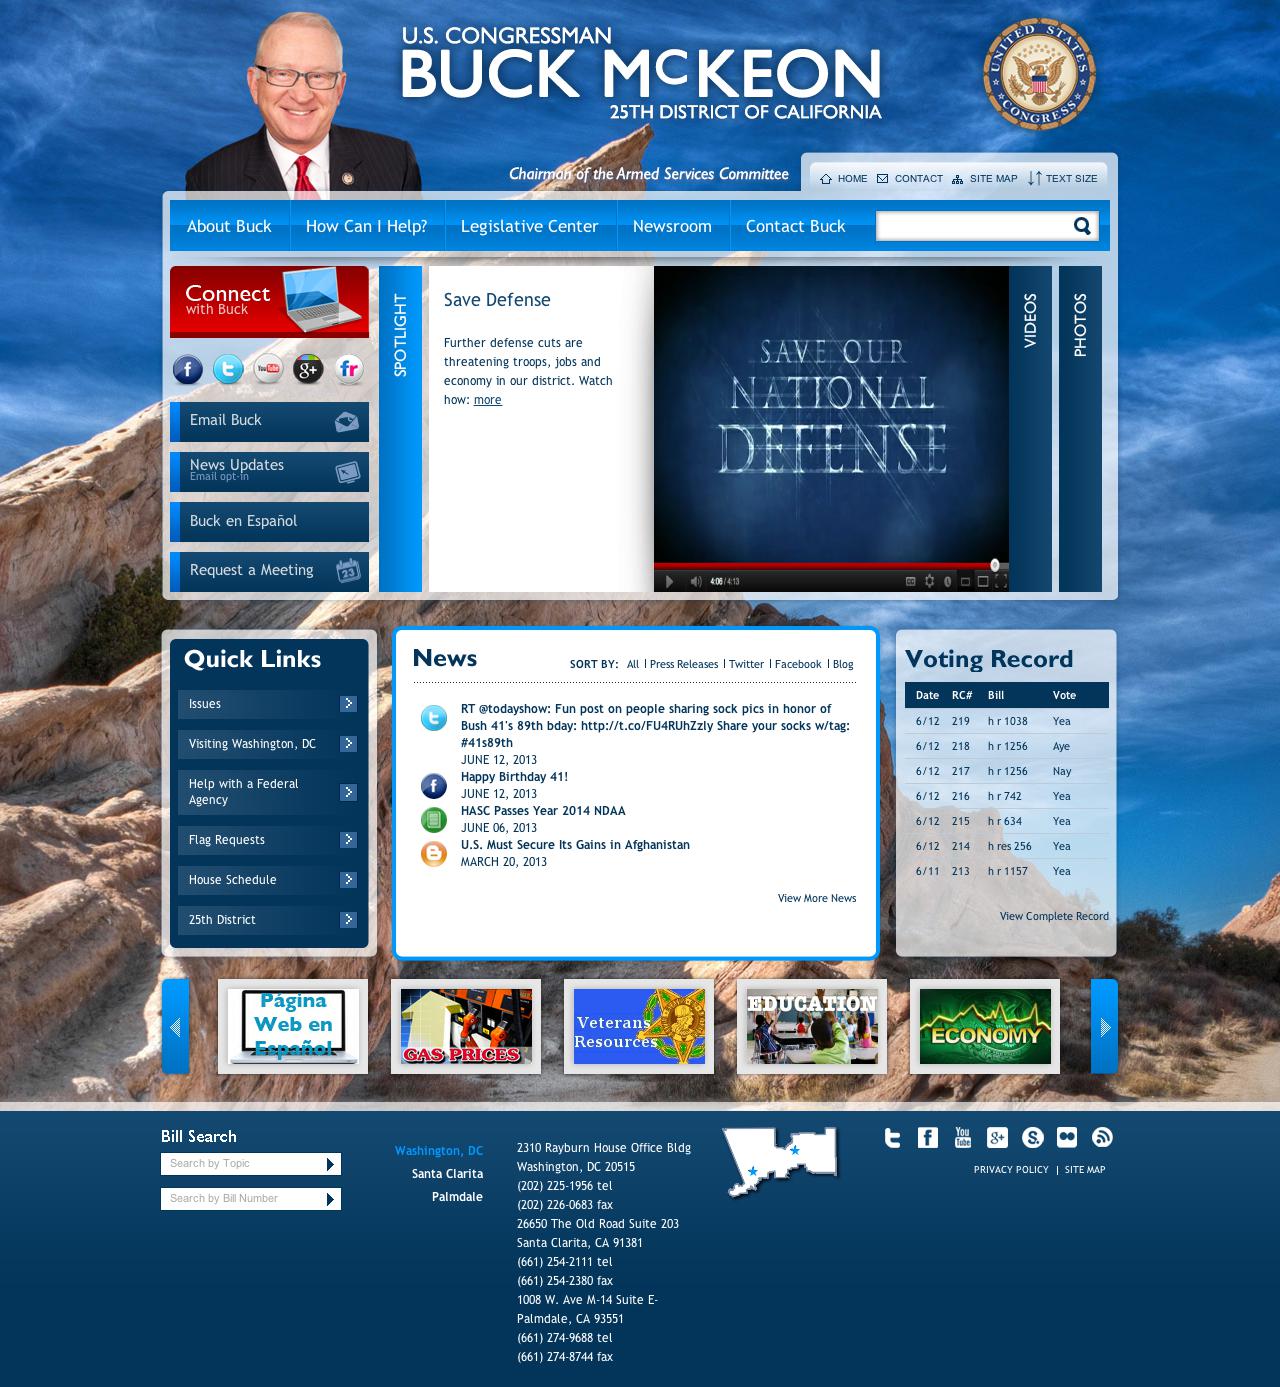 U.S. CONGRESSMAN
BUCK McKEON
25TH DISTRICT OF CALIFORNIA
UNITED STATES CONGRESS
Chairman of the Armed Services Committee
HOME CONTACT SITE MAP TEXT SIZE
About Buck How Can I Help? Legislative Center Newsroom Contact Buck
Connect
with Buck
You Tube
g+
fr
Email Buck
News Updates
Email opt-in
Buck en Español
Request a Meeting
23
SPOTLIGHT
Save Defense
Further defense cuts are
threatening troops, jobs and
economy in our district. Watch
how: more
SAVE OUR
NATIONAL
DEFENSE
4:06 / 4:13
VIDEOS
PHOTOS
Quick Links
Issues
Visiting Washington, DC
Help with a Federal
Agency
Flag Requests
House Schedule
25th District
News
SORT BY: All | Press Releases | Twitter | Facebook | Blog
RT @todayshow: Fun post on people sharing sock pics in honor of
Bush 41's 89th bday: http://t.co/FU4RUhZzly Share your socks w/tag:
#41s89th
JUNE 12, 2013
Happy Birthday 41!
JUNE 12, 2013
HASC Passes Year 2014 NDAA
JUNE 06, 2013
U.S. Must Secure Its Gains in Afghanistan
MARCH 20, 2013
View More News
Voting Record
Date RC# Bill Vote
6/12 219 h r 1038 Yea
6/12 218 h r 1256 Aye
6/12 217 h r 1256 Nay
6/12 216 h r 742 Yea
6/12 215 h r 634 Yea
6/12 214 h res 256 Yea
6/11 213 h r 1157 Yea
View Complete Record
Página
Web en
Español
GAS PRICES
Veterans
Resources
EDUCATION
ECONOMY
Bill Search
Search by Topic
Search by Bill Number
Washington, DC
Santa Clarita
Palmdale
2310 Rayburn House Office Bldg
Washington, DC 20515
(202) 225-1956 tel
(202) 226-0683 fax
26650 The Old Road Suite 203
Santa Clarita, CA 91381
(661) 254-2111 tel
(661) 254-2380 fax
1008 W. Ave M-14 Suite E-
Palmdale, CA 93551
(661) 274-9688 tel
(661) 274-8744 fax
You Tube
g+
PRIVACY POLICY | SITE MAP